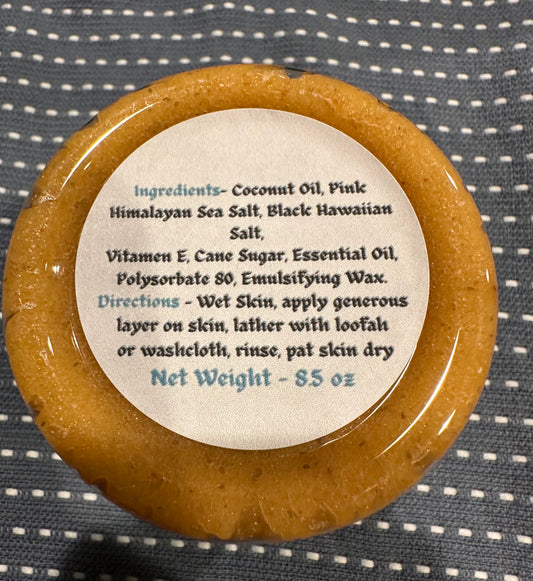 Ingredients- Coconut Oil, Pink
Himalayan Sea Salt, Black Hawaiian
Salt,
Vitamen E, Cane Sugar, Essential Oil,
Polysorbate 80, Emulsifying Wax.
Directions - Wet Skin, apply generous
layer on skin, lather with loofah
or washcloth, rinse, pat skin dry
Net Weight - 8.5 oz